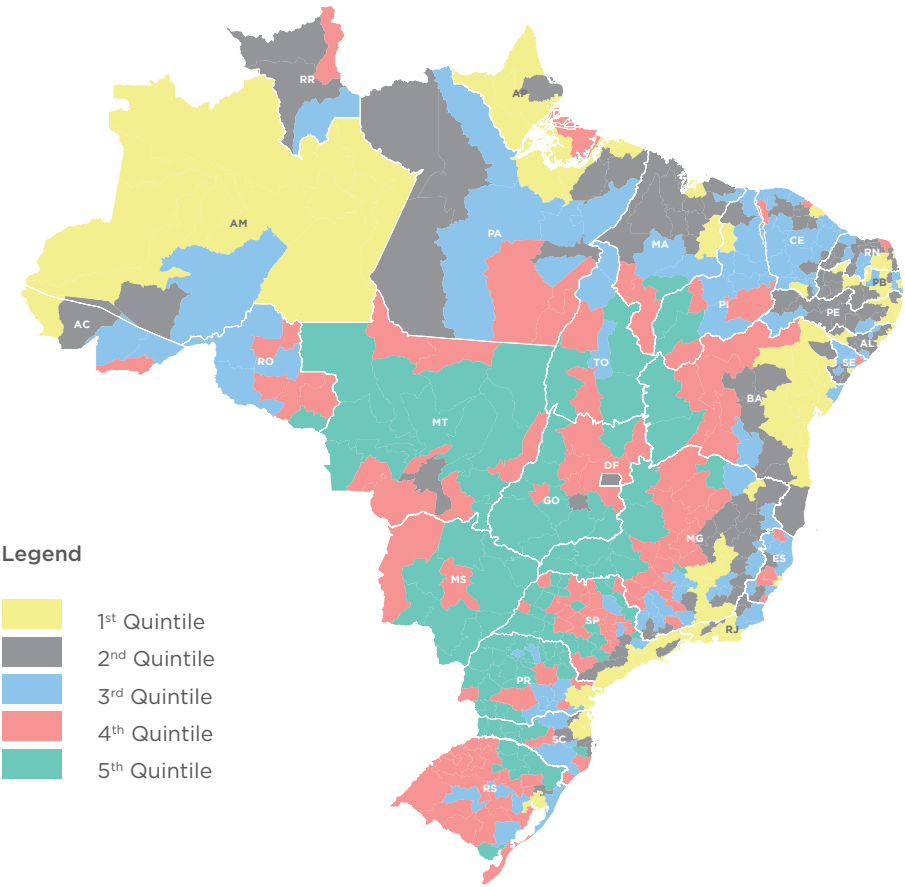 RR
AP
AM
PA
MA
CE
RN
PB
PI
PE
AC
AL
SE
RO
TO
BA
MT
DF
GO
MG
ES
MS
SP
RJ
PR
SC
RS
Legend
1st Quintile
2nd Quintile
3rd Quintile
4th Quintile
5th Quintile